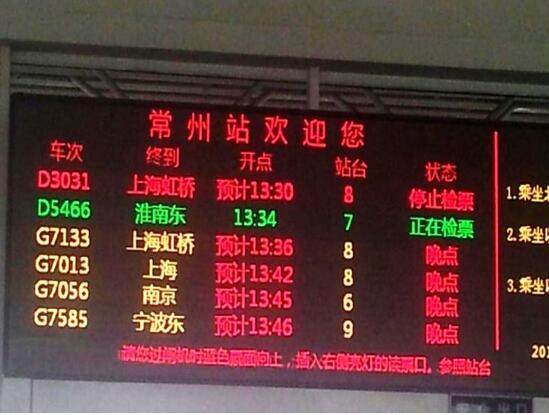 常州站欢迎您
车次 终到 开点 站台 状态
D3031 上海虹桥 预计13:30 8 停止检票
D5466 淮南东 13:34 7 正在检票
G7133 上海虹桥 预计13:36 8 晚点
G7013 上海 预计13:42 8 晚点
G7056 南京 预计13:45 6 晚点
G7585 宁波东 预计13:46 9 晚点
请您过闸机时蓝色票面向上，插入右侧亮灯的读票口。参照站台
1.乘坐
2.乘坐
3.乘坐
201